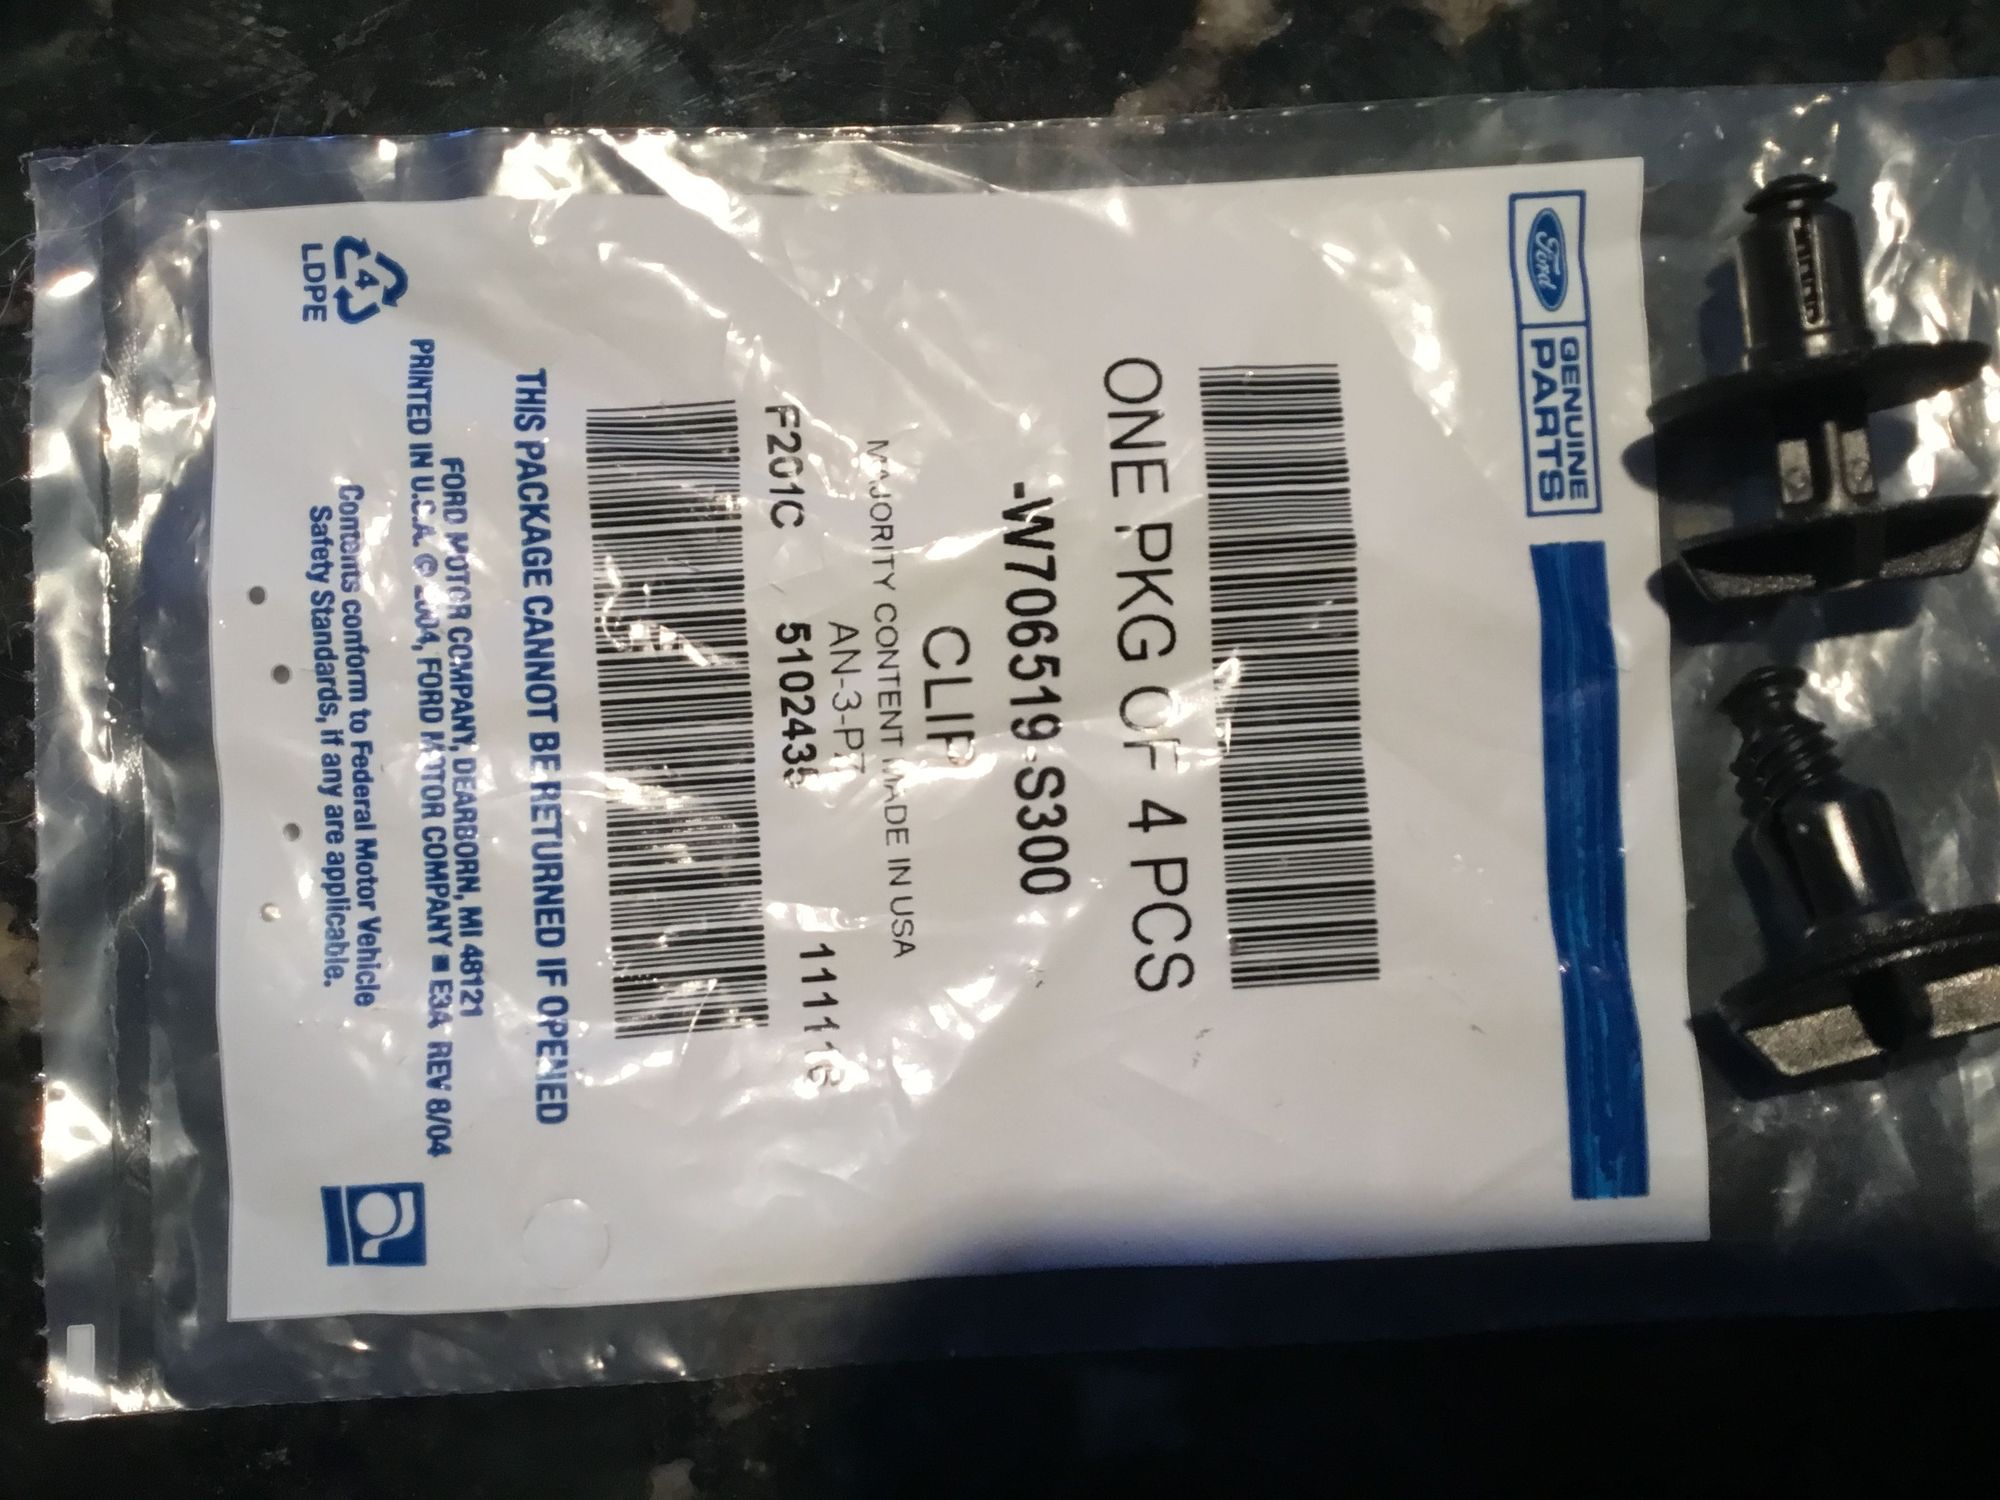 Ford
GENUINE
PARTS
ONE PKG OF 4 PCS
-W706519-S300
CLIP
MAJORITY CONTENT MADE IN USA
AN-3-P7
F201C 5102435 111116
THIS PACKAGE CANNOT BE RETURNED IF OPENED
FORD MOTOR COMPANY, DEARBORN, MI 48121
PRINTED IN U.S.A. © 2004, FORD MOTOR COMPANY ■ E3A REV 8/04
4
LDPE
Contents conform to Federal Motor Vehicle
Safety Standards, if any are applicable.